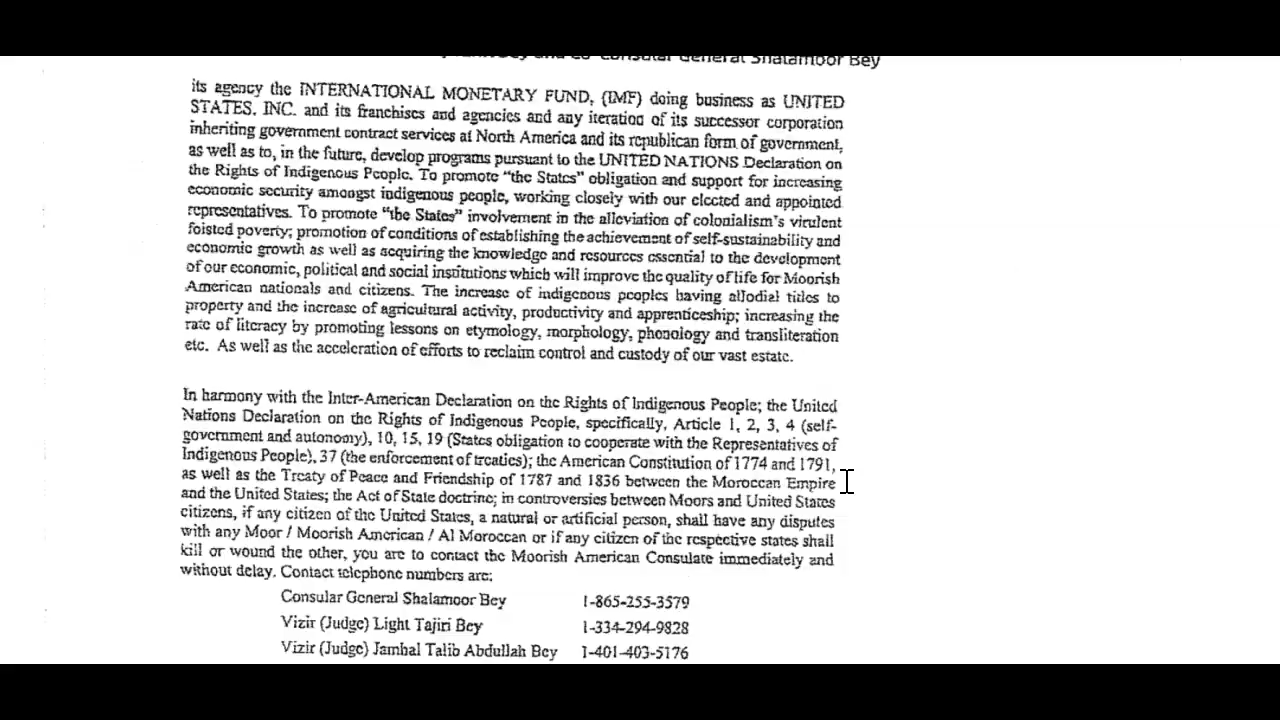 Bey and Co-Consular General Shalamoor Bey
its agency the INTERNATIONAL MONETARY FUND, (IMF) doing business as UNITED
STATES, INC. and its franchises and agencies and any iteration of its successor corporation
inheriting government contract services at North America and its republican form of government,
as well as to, in the future, develop programs pursuant to the UNITED NATIONS Declaration on
the Rights of Indigenous People. To promote "the States" obligation and support for increasing
economic security amongst indigenous people, working closely with our elected and appointed
representatives. To promote "the States" involvement in the alleviation of colonialism's virulent
foisted poverty; promotion of conditions of establishing the achievement of self-sustainability and
economic growth as well as acquiring the knowledge and resources essential to the development
of our economic, political and social institutions which will improve the quality of life for Moorish
American nationals and citizens. The increase of indigenous peoples having allodial titles to
property and the increase of agricultural activity, productivity and apprenticeship; increasing the
rate of literacy by promoting lessons on etymology, morphology, phonology and transliteration
etc. As well as the acceleration of efforts to reclaim control and custody of our vast estate.
In harmony with the Inter-American Declaration on the Rights of Indigenous People; the United
Nations Declaration on the Rights of Indigenous People, specifically, Article 1, 2, 3, 4 (self-
government and autonomy), 10, 15, 19 (States obligation to cooperate with the Representatives of
Indigenous People), 37 (the enforcement of treaties); the American Constitution of 1774 and 1791,
as well as the Treaty of Peace and Friendship of 1787 and 1836 between the Moroccan Empire
and the United States; the Act of State doctrine; in controversies between Moors and United States
citizens, if any citizen of the United States, a natural or artificial person, shall have any disputes
with any Moor / Moorish American / Al Moroccan or if any citizen of the respective states shall
kill or wound the other, you are to contact the Moorish American Consulate immediately and
without delay. Contact telephone numbers are:
Consular General Shalamoor Bey 1-865-255-3579
Vizir (Judge) Light Tajiri Bey 1-334-294-9828
Vizir (Judge) Jamhal Talib Abdullah Bey 1-401-403-5176